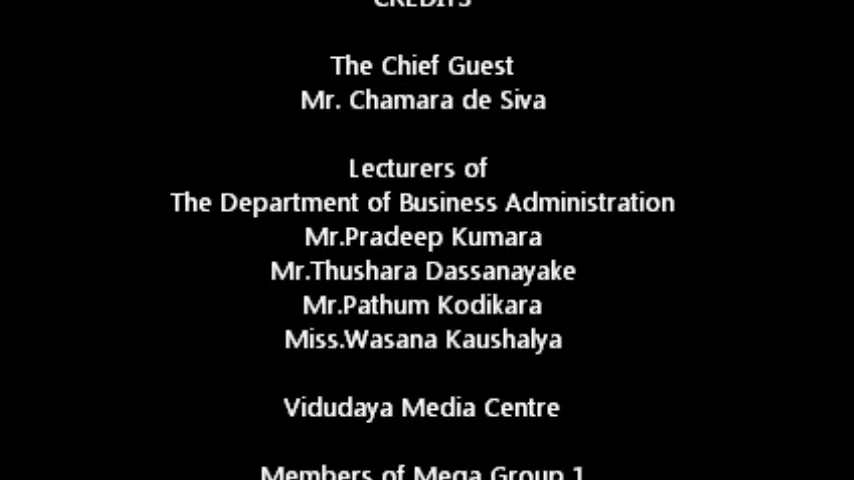 CREDITS
The Chief Guest
Mr. Chamara de Siva
Lecturers of
The Department of Business Administration
Mr.Pradeep Kumara
Mr.Thushara Dassanayake
Mr.Pathum Kodikara
Miss.Wasana Kaushalya
Vidudaya Media Centre
Members of Mega Group 1